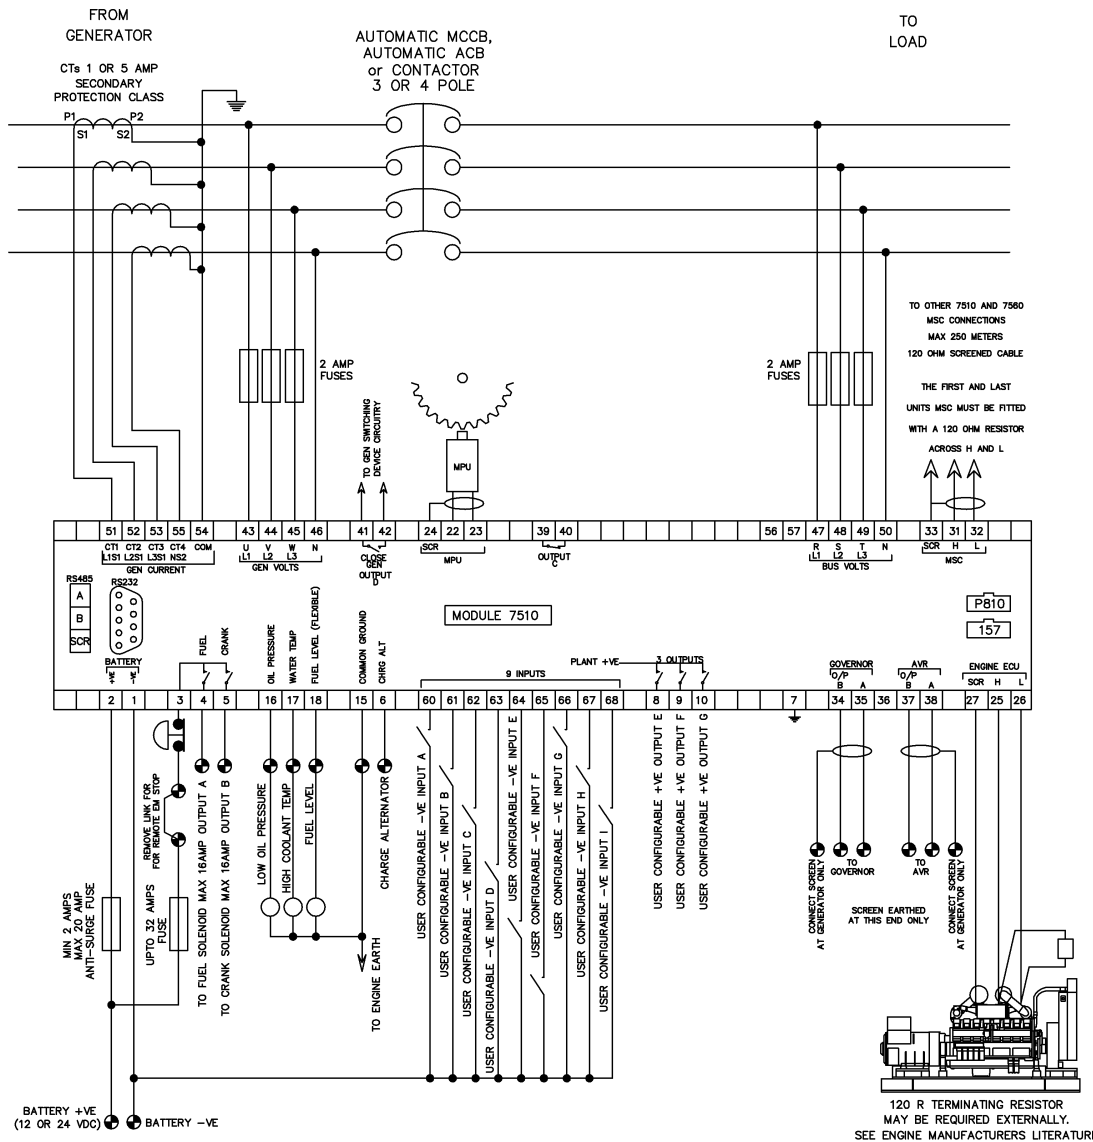 FROM
GENERATOR
TO
LOAD
AUTOMATIC MCCB,
AUTOMATIC ACB
or CONTACTOR
3 OR 4 POLE
CTs 1 OR 5 AMP
SECONDARY
PROTECTION CLASS
P1
P2
S1
S2
2 AMP
FUSES
2 AMP
FUSES
TO OTHER 7510 AND 7560
MSC CONNECTIONS
MAX 250 METERS
120 OHM SCREENED CABLE
THE FIRST AND LAST
UNITS MSC MUST BE FITTED
WITH A 120 OHM RESISTOR
ACROSS H AND L
TO GEN SWITCHING
DEVICE CIRCUITRY
MPU
51 52 53 55 54 43 44 45 46 41 42 24 22 23 39 40 56 57 47 48 49 50 33 31 32
CT1 CT2 CT3 CT4 COM
L1S1 L2S1 L3S1 NS2
GEN CURRENT
U V W N
L1 L2 L3
GEN VOLTS
CLOSE
GEN
OUTPUT
D
SCR
MPU
OUTPUT
C
R S T N
L1 L2 L3
BUS VOLTS
SCR H L
MSC
RS485
A
B
SCR
RS232
BATTERY
+VE
-VE
FUEL
CRANK
OIL PRESSURE
WATER TEMP
FUEL LEVEL (FLEXIBLE)
COMMON GROUND
CHRG ALT
MODULE 7510
P810
157
9 INPUTS
PLANT +VE
3 OUTPUTS
GOVERNOR
O/P
B A
AVR
O/P
B A
ENGINE ECU
SCR H L
2 1 3 4 5 16 17 18 15 6 60 61 62 63 64 65 66 67 68 8 9 10 7 34 35 36 37 38 27 25 26
REMOVE LINK FOR
FOR REMOTE EM STOP
MIN 2 AMPS
MAX 20 AMP
ANTI-SURGE FUSE
UPTO 32 AMPS
FUSE
TO FUEL SOLENOID MAX 16AMP OUTPUT A
TO CRANK SOLENOID MAX 16AMP OUTPUT B
LOW OIL PRESSURE
HIGH COOLANT TEMP
FUEL LEVEL
TO ENGINE EARTH
CHARGE ALTERNATOR
USER CONFIGURABLE -VE INPUT A
USER CONFIGURABLE -VE INPUT B
USER CONFIGURABLE -VE INPUT C
USER CONFIGURABLE -VE INPUT D
USER CONFIGURABLE -VE INPUT E
USER CONFIGURABLE -VE INPUT F
USER CONFIGURABLE -VE INPUT G
USER CONFIGURABLE -VE INPUT H
USER CONFIGURABLE -VE INPUT I
USER CONFIGURABLE +VE OUTPUT E
USER CONFIGURABLE +VE OUTPUT F
USER CONFIGURABLE +VE OUTPUT G
CONNECT SCREEN
AT GENERATOR ONLY
TO
GOVERNOR
TO
AVR
CONNECT SCREEN
AT GENERATOR ONLY
SCREEN EARTHED
AT THIS END ONLY
BATTERY +VE
(12 OR 24 VDC)
BATTERY -VE
120 R TERMINATING RESISTOR
MAY BE REQUIRED EXTERNALLY.
SEE ENGINE MANUFACTURERS LITERATURE